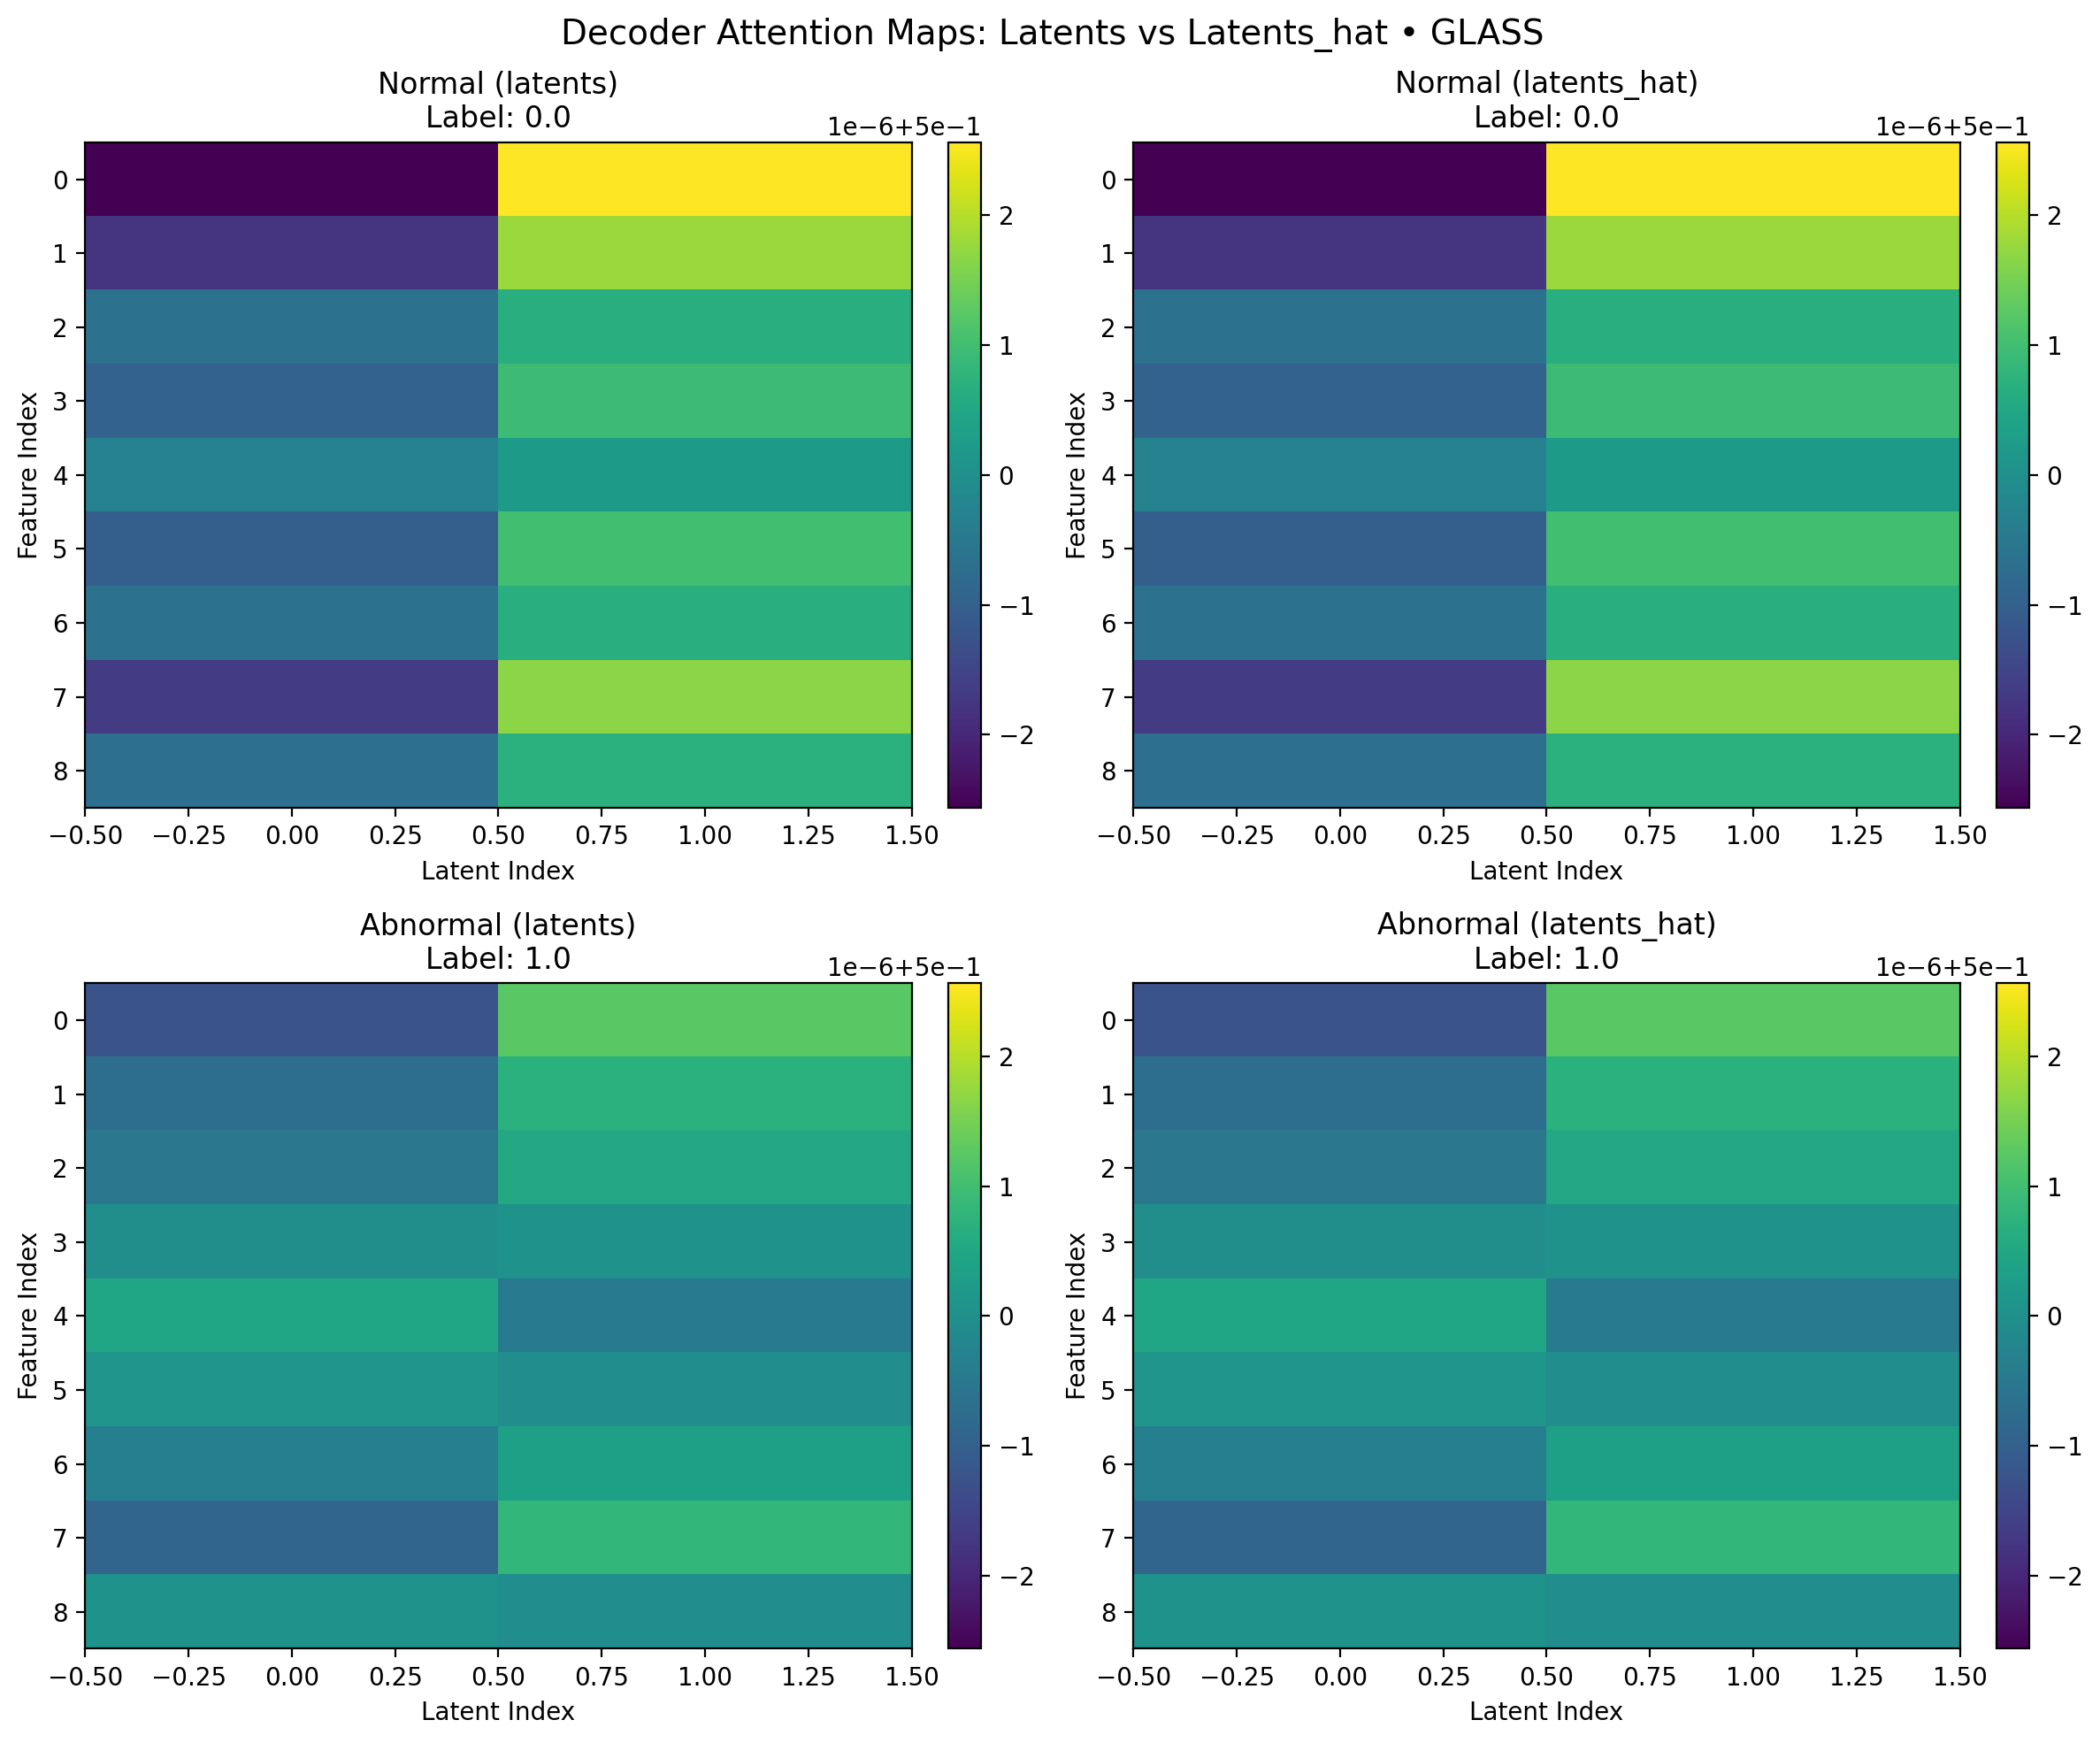 Decoder Attention Maps: Latents vs Latents_hat • GLASS
Normal (latents)
Label: 0.0
1e−6+5e−1
Feature Index
0
1
2
3
4
5
6
7
8
2
1
0
−1
−2
−0.50 −0.25 0.00 0.25 0.50 0.75 1.00 1.25 1.50
Latent Index
Normal (latents_hat)
Label: 0.0
1e−6+5e−1
Feature Index
0
1
2
3
4
5
6
7
8
2
1
0
−1
−2
−0.50 −0.25 0.00 0.25 0.50 0.75 1.00 1.25 1.50
Latent Index
Abnormal (latents)
Label: 1.0
1e−6+5e−1
Feature Index
0
1
2
3
4
5
6
7
8
2
1
0
−1
−2
−0.50 −0.25 0.00 0.25 0.50 0.75 1.00 1.25 1.50
Latent Index
Abnormal (latents_hat)
Label: 1.0
1e−6+5e−1
Feature Index
0
1
2
3
4
5
6
7
8
2
1
0
−1
−2
−0.50 −0.25 0.00 0.25 0.50 0.75 1.00 1.25 1.50
Latent Index